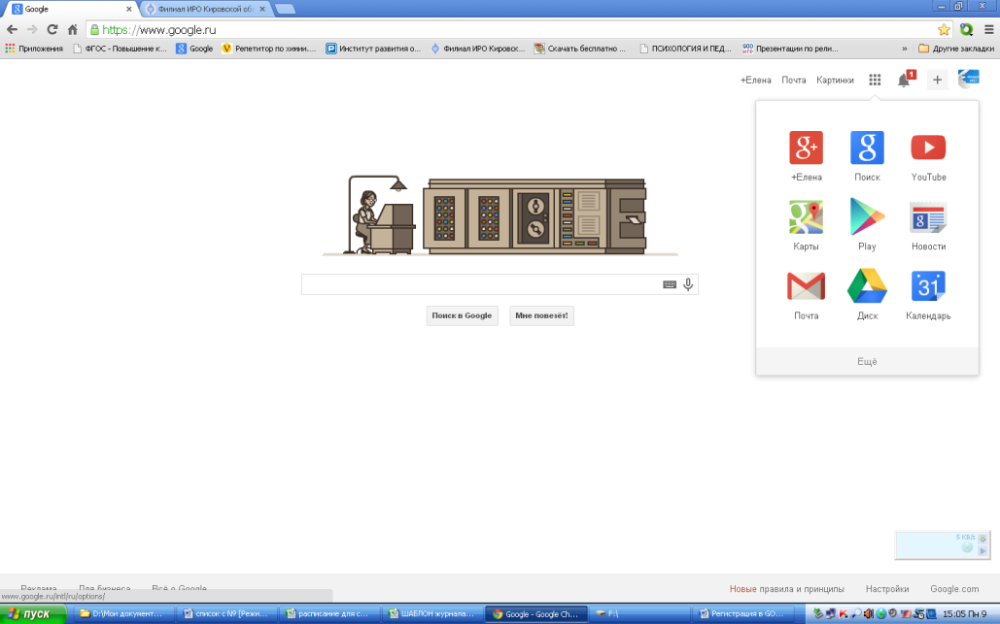 Google
Филиал ИРО Кировской об
https://www.google.ru
Приложения
ФГОС - Повышение к...
Google
Репетитор по химии....
Институт развития о...
Филиал ИРО Кировск...
Скачать бесплатно ...
ПСИХОЛОГИЯ И ПЕД...
Презентации по рели...
»
Другие закладки
+Елена Почта Картинки 1 +
+Елена Поиск YouTube
Карты Play Новости
31
Почта Диск Календарь
Ещё
Поиск в Google Мне повезёт!
5 KB/s
Реклама Для бизнеса Всё о Google
www.google.ru/intl/ru/options/
Новые правила и принципы Настройки Google.com
пуск
D:\Мои документ...
список с № [Режи...
расписание для с...
ШАБЛОН журнала...
Google - Google Ch...
F:\
Регистрация в GO...
15:05 Пн 9